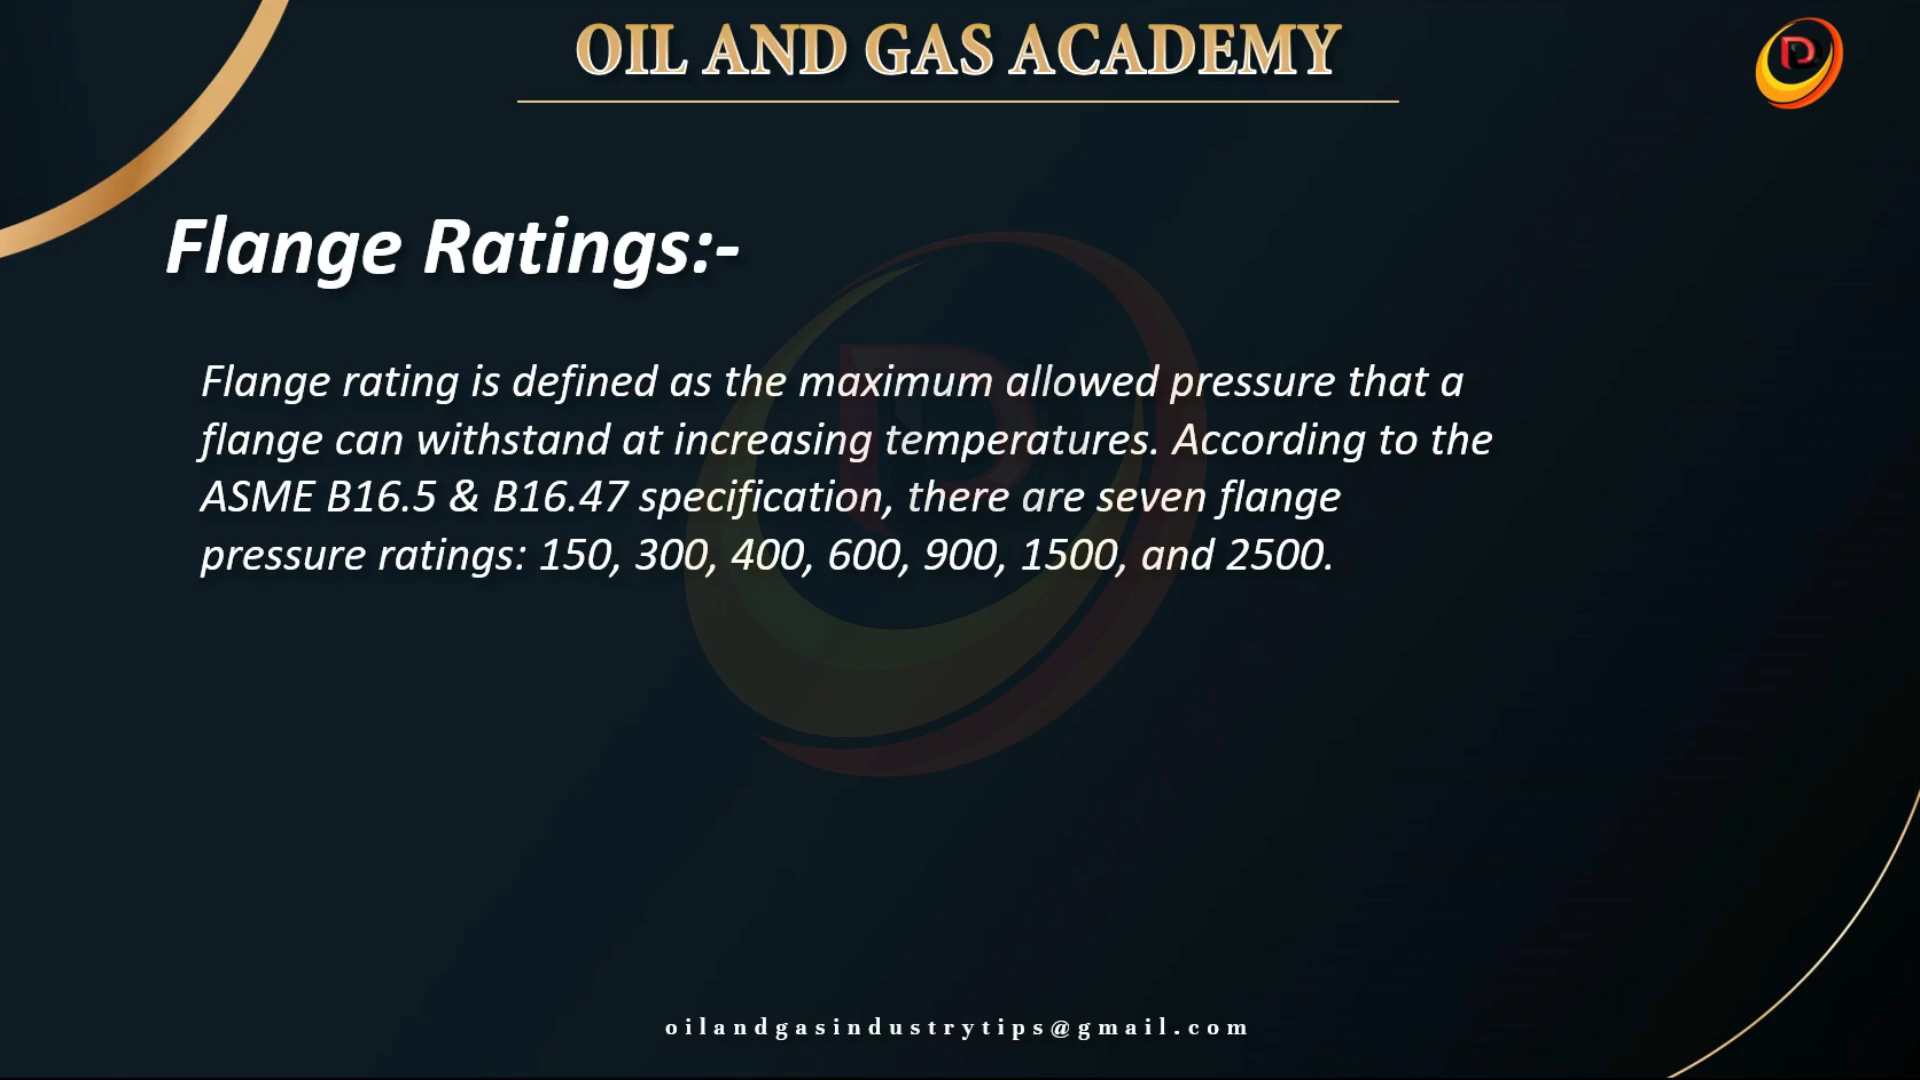 OIL AND GAS ACADEMY
Flange Ratings:-
Flange rating is defined as the maximum allowed pressure that a
flange can withstand at increasing temperatures. According to the
ASME B16.5 & B16.47 specification, there are seven flange
pressure ratings: 150, 300, 400, 600, 900, 1500, and 2500.
oilandgasindustrytips@gmail.com